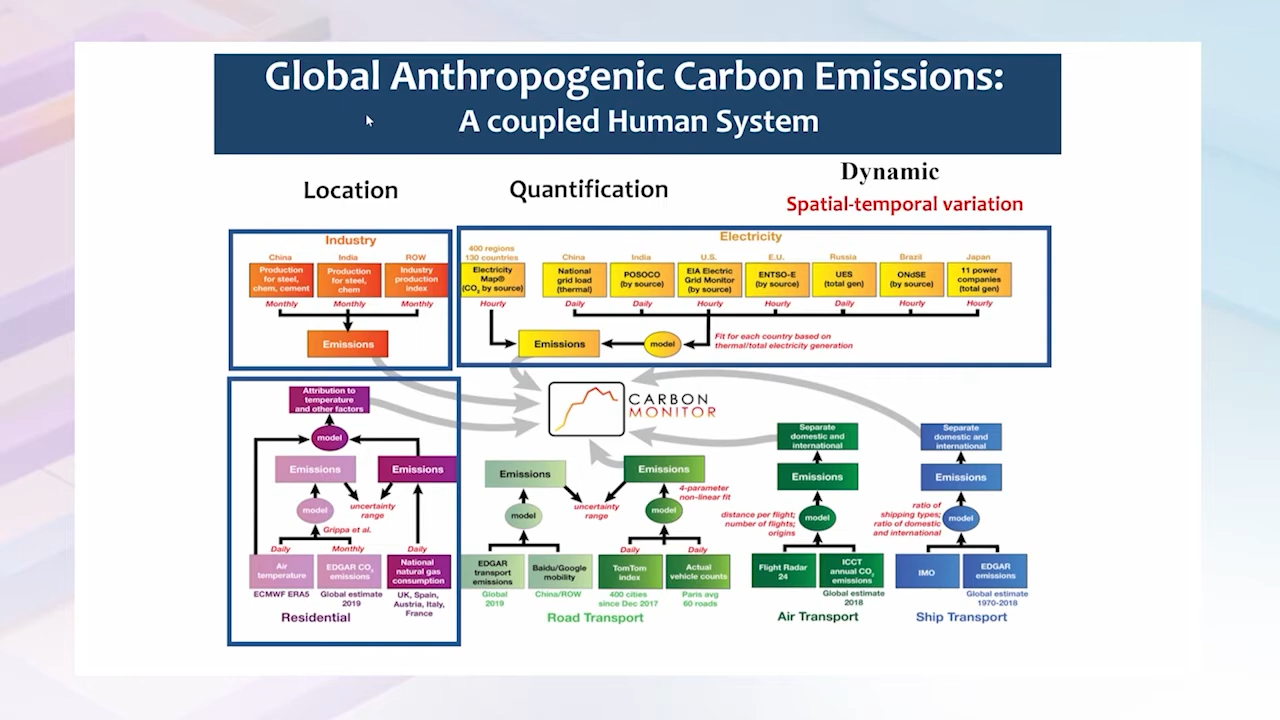 Global Anthropogenic Carbon Emissions:
A coupled Human System
Location
Quantification
Dynamic
Spatial-temporal variation
Industry
China
India
ROW
Production
for steel,
chem, cement
Production
for steel,
chem
Industry
production
index
Monthly
Monthly
Monthly
Emissions
Electricity
400 regions
130 countries
Electricity
Map®
(CO2 by source)
Hourly
China
National
grid load
(thermal)
Daily
India
POSOCO
(by source)
Daily
U.S.
EIA Electric
Grid Monitor
(by source)
Hourly
E.U.
ENTSO-E
(by source)
Hourly
Russia
UES
(total gen)
Daily
Brazil
ONdSE
(by source)
Hourly
Japan
11 power
companies
(total gen)
Hourly
Emissions
model
Fit for each country based on
thermal/total electricity generation
CARBON
MONITOR
Attribution to
temperature
and other factors
model
Emissions
Emissions
model
uncertainty
range
Grippa et al.
Daily
Monthly
Daily
Air
temperature
EDGAR CO2
emissions
National
natural gas
consumption
ECMWF ERA5
Global estimate
2019
UK, Spain,
Austria, Italy,
France
Residential
Emissions
Emissions
model
uncertainty
range
model
4-parameter
non-linear fit
Daily
Daily
EDGAR
transport
emissions
Baidu/Google
mobility
TomTom
index
Actual
vehicle counts
Global
2019
China/ROW
400 cities
since Dec 2017
Paris avg
60 roads
Road Transport
Separate
domestic and
international
Emissions
distance per flight;
number of flights;
origins
model
Flight Radar
24
ICCT
annual CO2
emissions
Global estimate
2018
Air Transport
Separate
domestic and
international
Emissions
ratio of
shipping types;
ratio of domestic
and international
model
IMO
EDGAR
emissions
Global estimate
1970-2018
Ship Transport